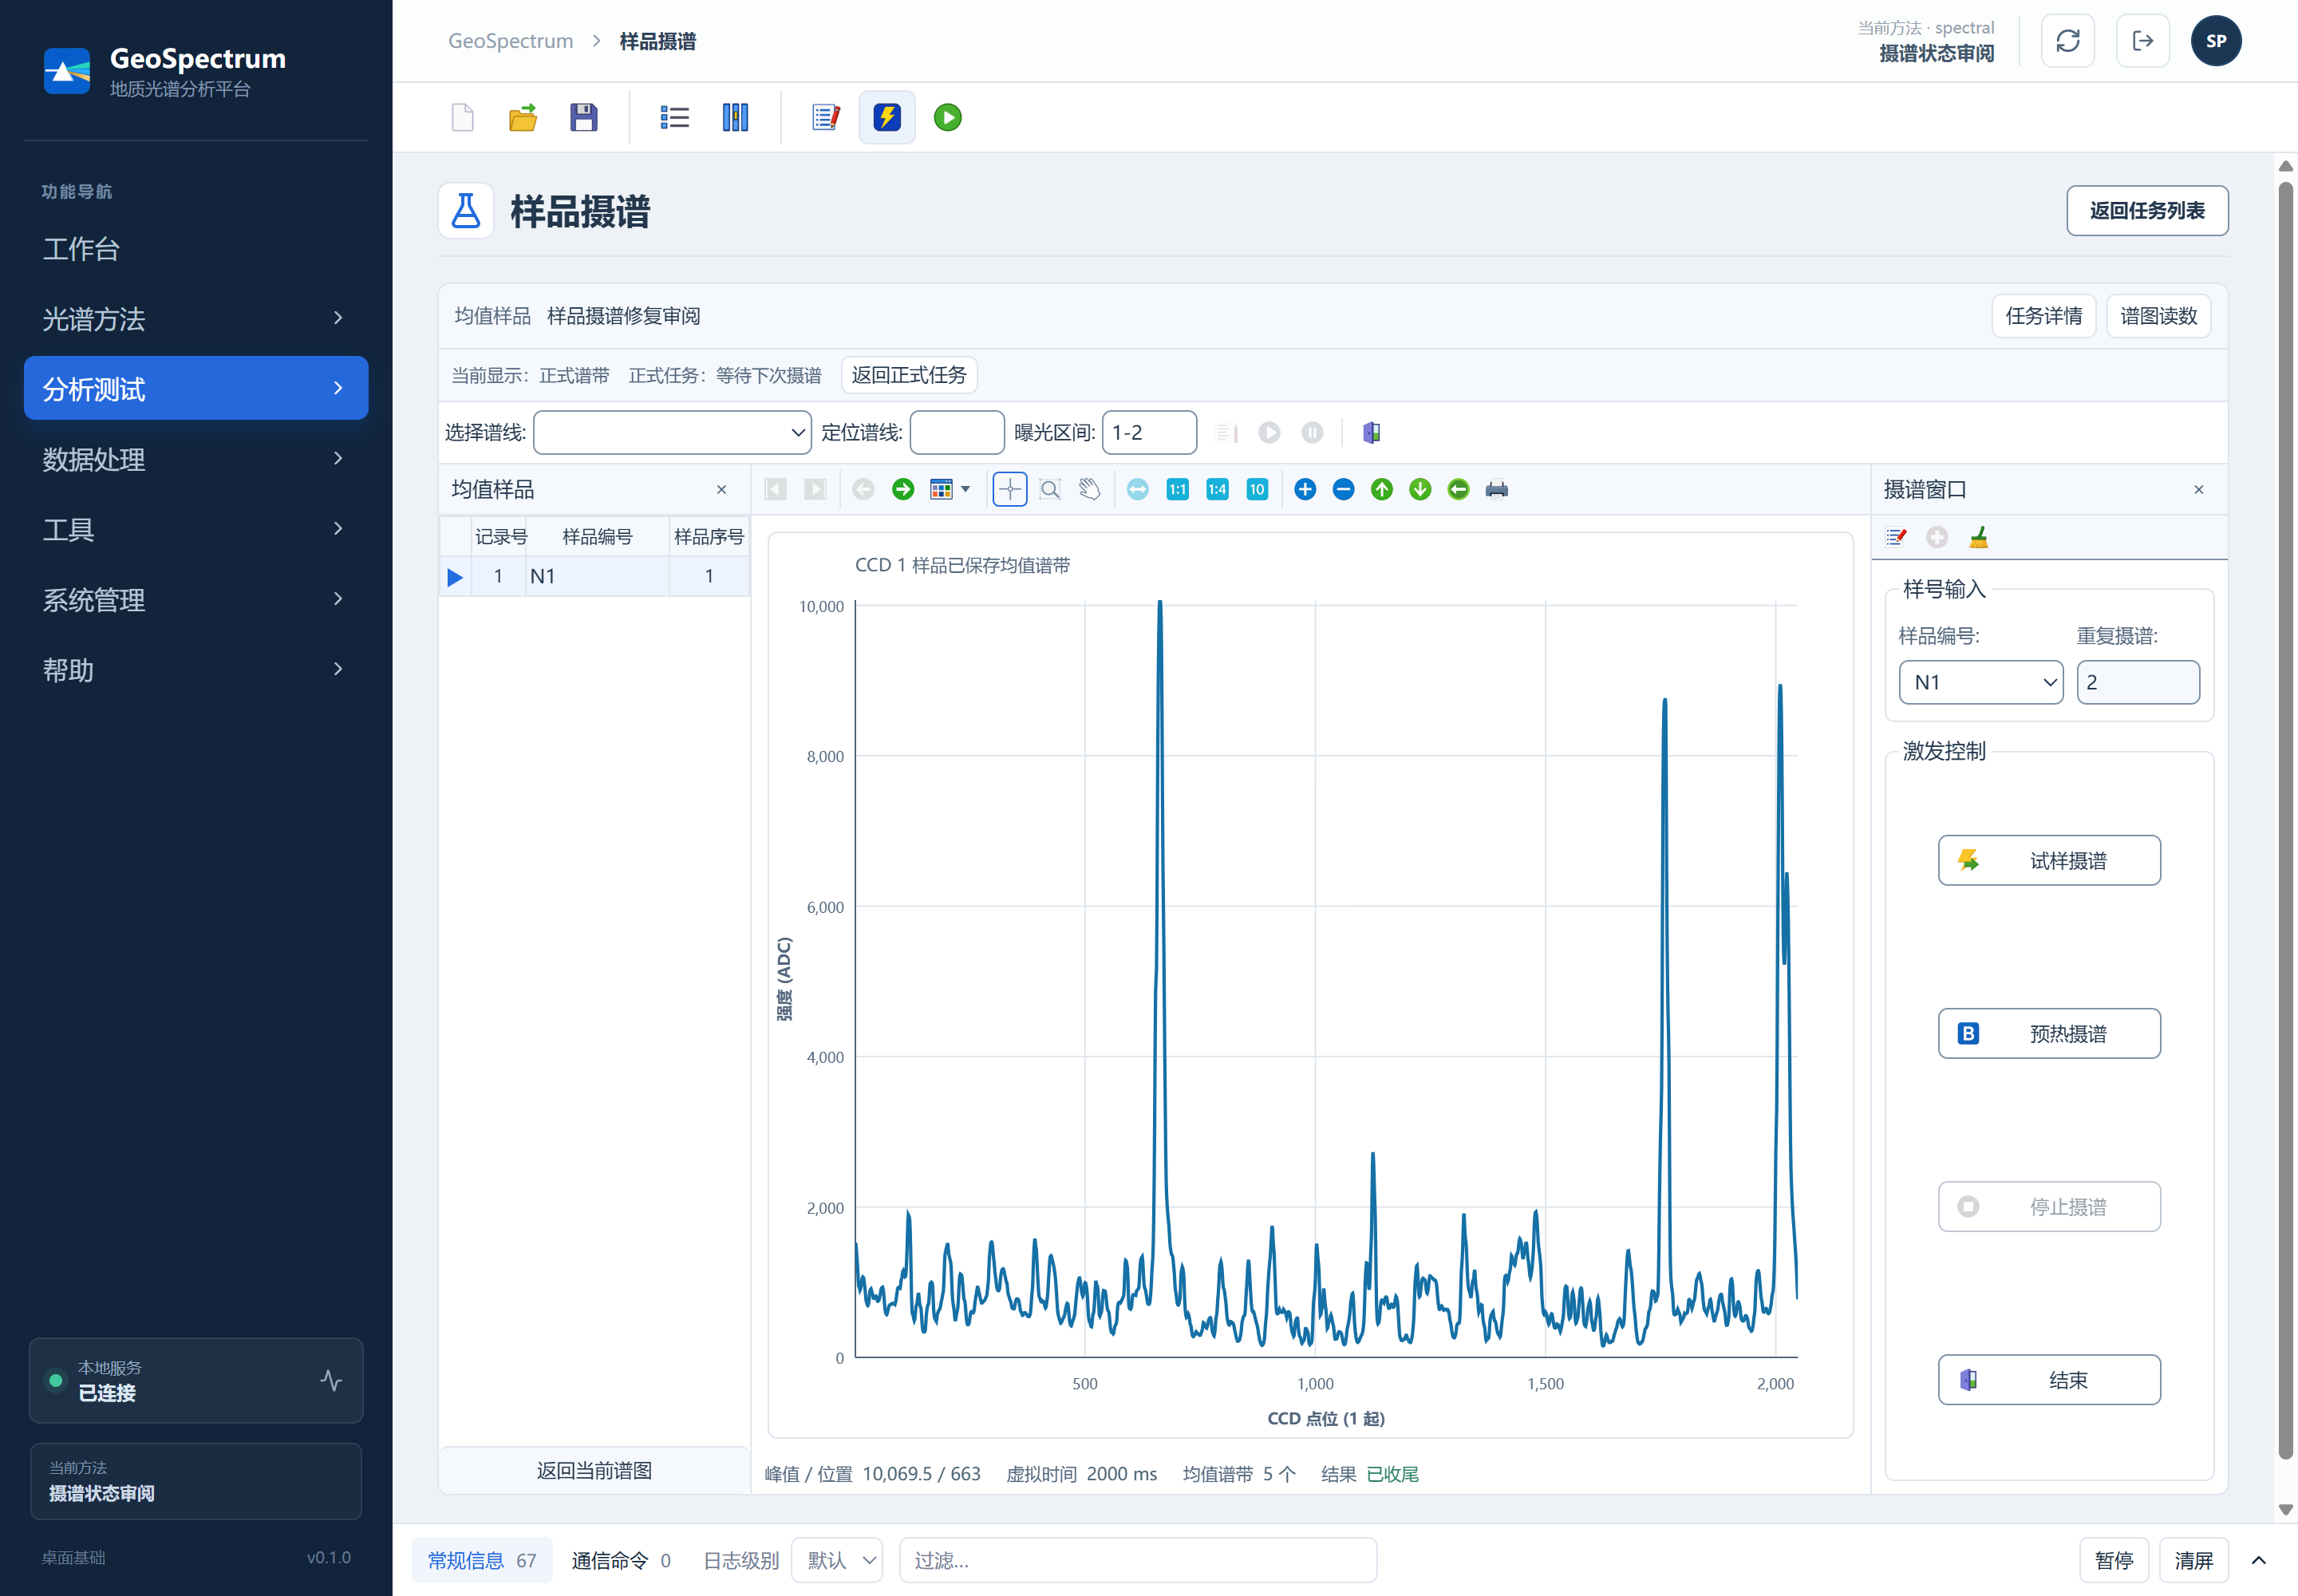 GeoSpectrum
地质光谱分析平台
功能导航
工作台
光谱方法
分析测试
数据处理
工具
系统管理
帮助
本地服务
已连接
当前方法
摄谱状态审阅
桌面基础 v0.1.0
GeoSpectrum > 样品摄谱
当前方法 · spectral
摄谱状态审阅
SP
样品摄谱
返回任务列表
均值样品 样品摄谱修复审阅
任务详情 谱图读数
当前显示: 正式谱带 正式任务: 等待下次摄谱 返回正式任务
选择谱线: 定位谱线: 曝光区间: 1-2
均值样品 ×
1:1 1:4 10
摄谱窗口 ×
记录号 样品编号 样品序号
1 N1 1
返回当前谱图
CCD 1 样品已保存均值谱带
10,000
8,000
6,000
4,000
2,000
0
强度 (ADC)
500 1,000 1,500 2,000
CCD 点位 (1 起)
峰值 / 位置 10,069.5 / 663 虚拟时间 2000 ms 均值谱带 5 个 结果 已收尾
样号输入
样品编号: 重复摄谱:
N1 2
激发控制
试样摄谱
B 预热摄谱
停止摄谱
结束
常规信息 67 通信命令 0 日志级别 默认 过滤...
暂停 清屏